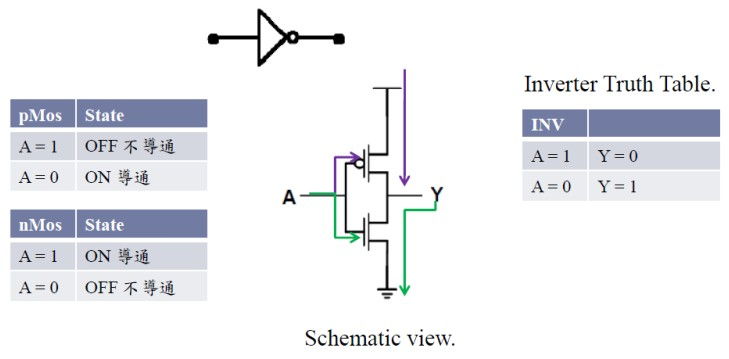 Inverter Truth Table.
pMos State
A = 1 OFF 不 導通
A = 0 ON 導通
INV
A = 1 Y = 0
A = 0 Y = 1
A
Y
nMos State
A = 1 ON 導通
A = 0 OFF 不 導通
Schematic view.